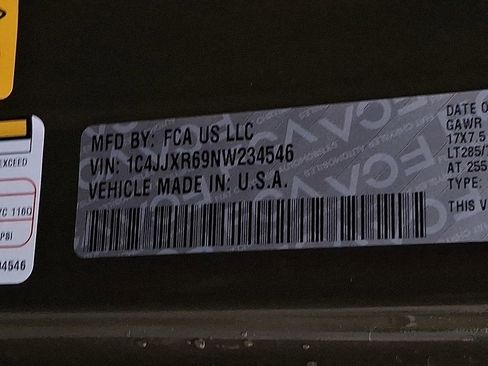 MFD BY: FCA US LLC
VIN: 1C4JJXR69NW234546
VEHICLE MADE IN: U.S.A.
DATE O
GAWR
17X7.5
LT285/
AT 255
TYPE:
THIS V
EXCEED
/C 116D
PSI
34546